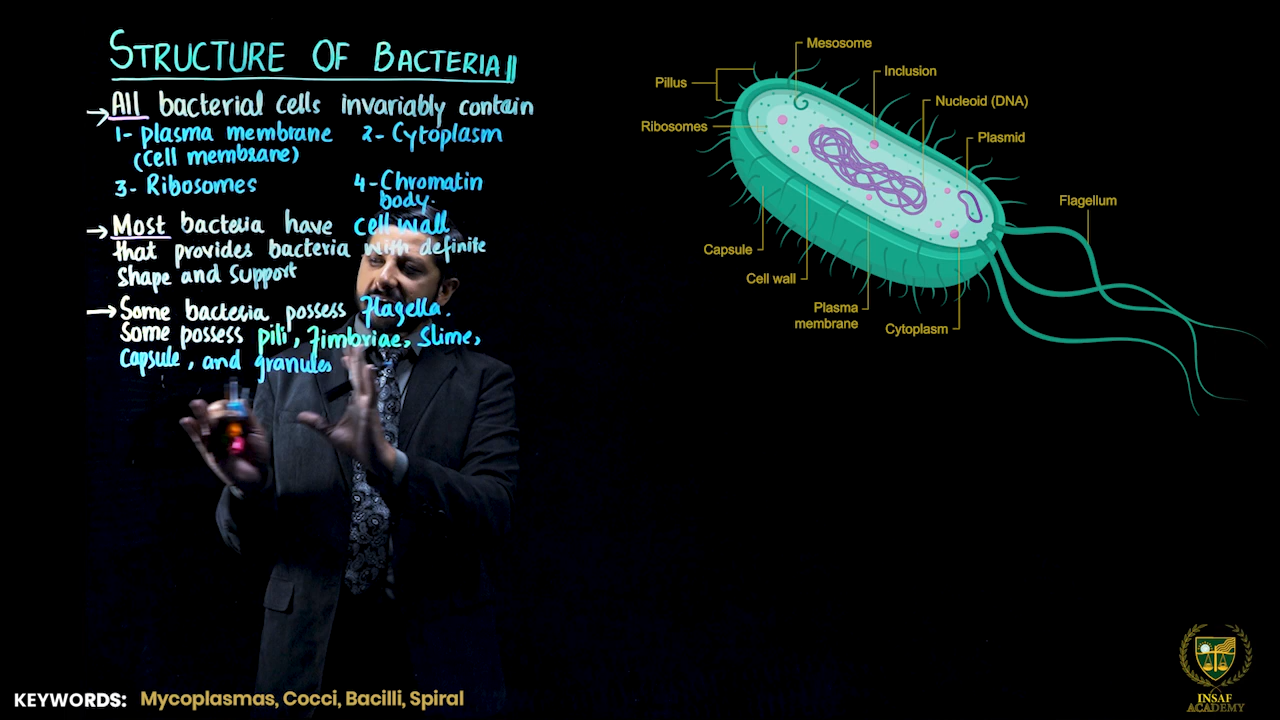 STRUCTURE OF BACTERIA
→ All bacterial cells invariably contain
1- plasma membrane 2- Cytoplasm
(cell membrane)
3- Ribosomes 4- Chromatin
body.
→ Most bacteria have cell wall
that provides bacteria with definite
shape and support
→ Some bacteria possess Flagella.
Some possess pili, Fimbriae, Slime,
capsule, and granules
Mesosome
Pillus
Inclusion
Nucleoid (DNA)
Ribosomes
Plasmid
Flagellum
Capsule
Cell wall
Plasma
membrane
Cytoplasm
KEYWORDS: Mycoplasmas, Cocci, Bacilli, Spiral
INSAF
ACADEMY